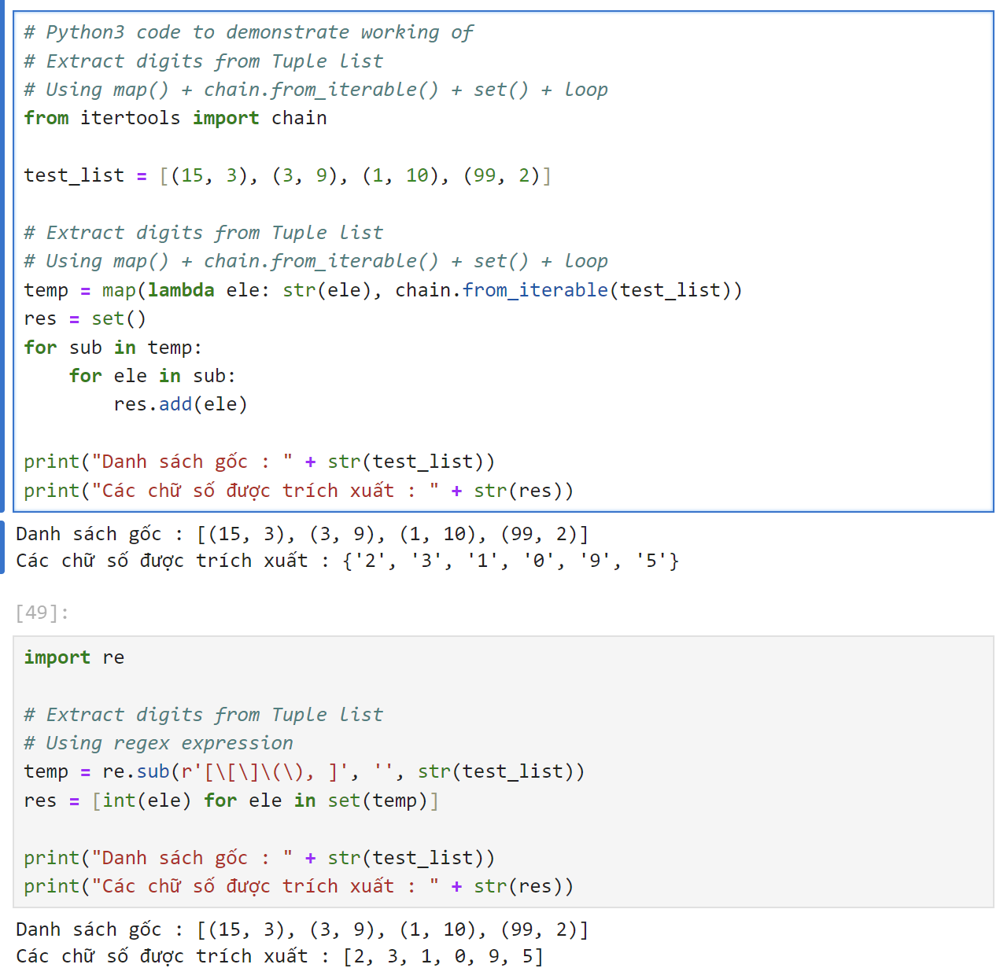 # Python3 code to demonstrate working of
# Extract digits from Tuple list
# Using map() + chain.from_iterable() + set() + loop
from itertools import chain
test_list = [(15, 3), (3, 9), (1, 10), (99, 2)]
# Extract digits from Tuple list
# Using map() + chain.from_iterable() + set() + loop
temp = map(lambda ele: str(ele), chain.from_iterable(test_list))
res = set()
for sub in temp:
    for ele in sub:
        res.add(ele)
print("Danh sách gốc : " + str(test_list))
print("Các chữ số được trích xuất : " + str(res))
Danh sách gốc : [(15, 3), (3, 9), (1, 10), (99, 2)]
Các chữ số được trích xuất : {'2', '3', '1', '0', '9', '5'}
[49]:
import re
# Extract digits from Tuple list
# Using regex expression
temp = re.sub(r'[\[\]\(\), ]', '', str(test_list))
res = [int(ele) for ele in set(temp)]
print("Danh sách gốc : " + str(test_list))
print("Các chữ số được trích xuất : " + str(res))
Danh sách gốc : [(15, 3), (3, 9), (1, 10), (99, 2)]
Các chữ số được trích xuất : [2, 3, 1, 0, 9, 5]